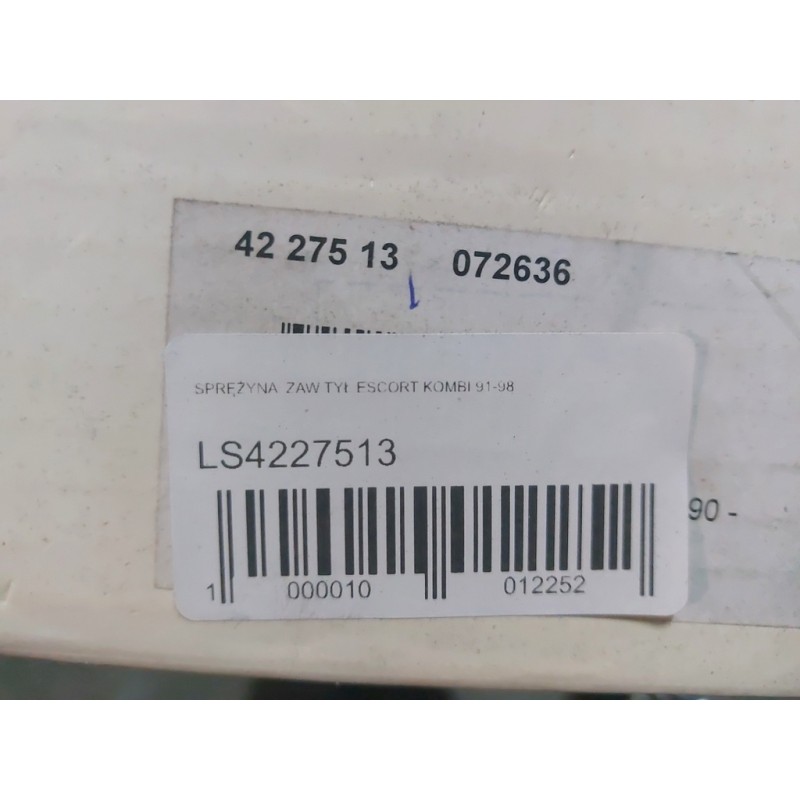 42 275 13 072636
SPRĘŻYNA ZAW TYŁ ESCORT KOMBI 91-98
LS4227513
90 -
1 000010 012252